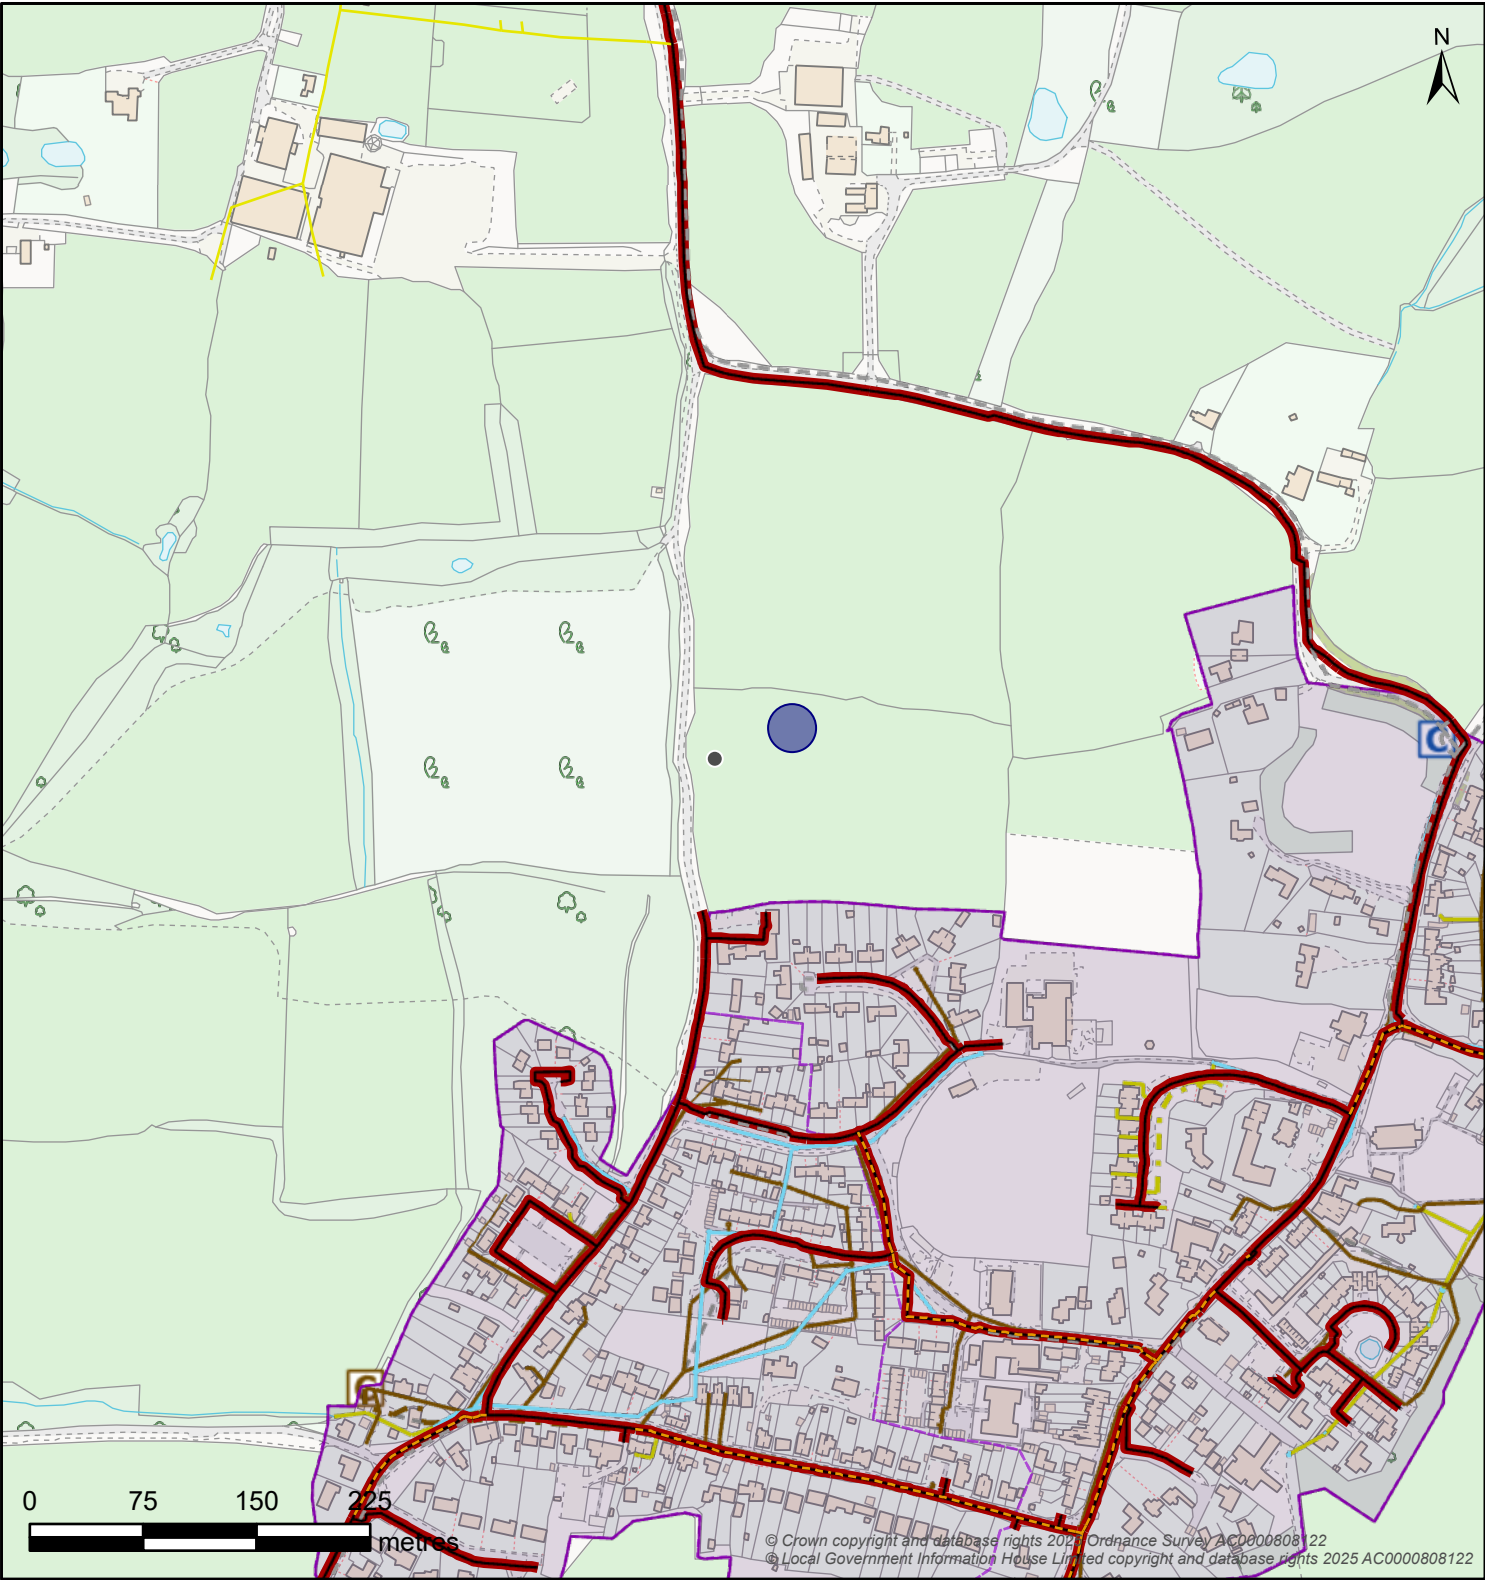 N
C
C
0 75 150 225
metres
© Crown copyright and database rights 2025 Ordnance Survey AC0000808122
© Local Government Information House Limited copyright and database rights 2025 AC0000808122